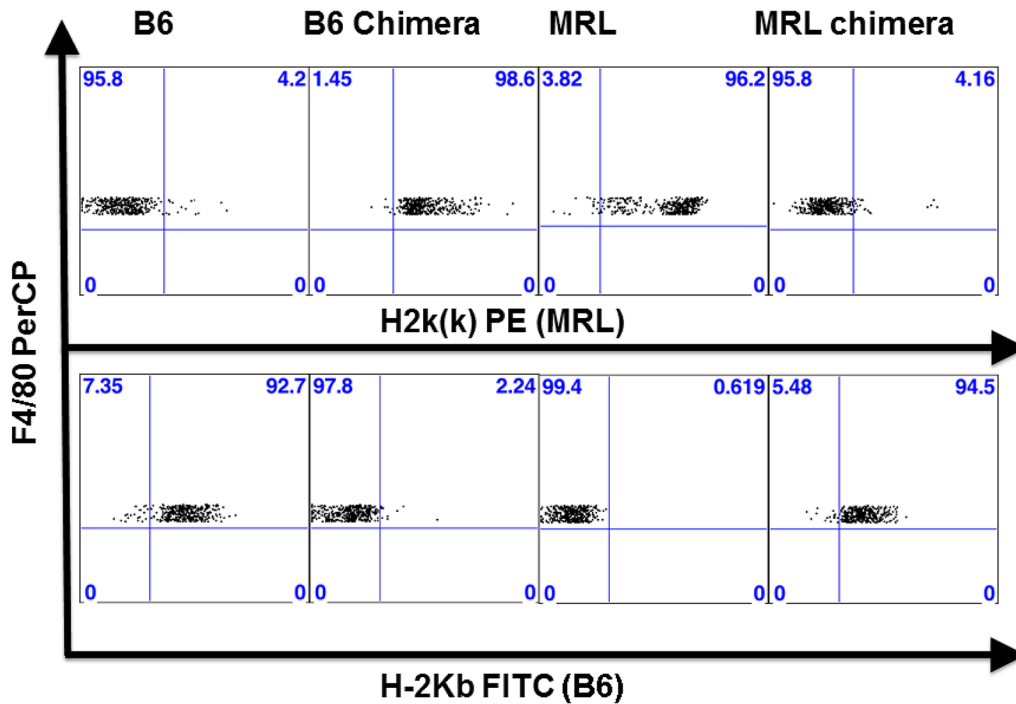 B6 B6 Chimera MRL MRL chimera
95.8 4.2 1.45 98.6 3.82 96.2 95.8 4.16
0 0 0 0 0 0 0 0
H2k(k) PE (MRL)
F4/80 PerCP
7.35 92.7 97.8 2.24 99.4 0.619 5.48 94.5
0 0 0 0 0 0 0 0
H-2Kb FITC (B6)